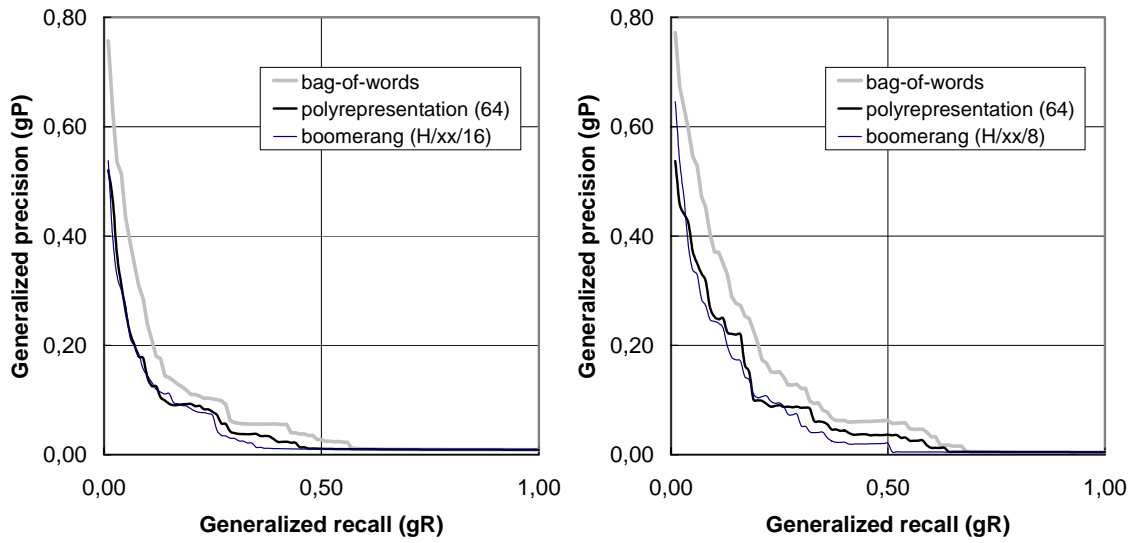 0,80
0,60
0,40
0,20
0,00
Generalized precision (gP)
bag-of-words
polyrepresentation (64)
boomerang (H/xx/16)
0,00 0,50 1,00
Generalized recall (gR)
0,80
0,60
0,40
0,20
0,00
Generalized precision (gP)
bag-of-words
polyrepresentation (64)
boomerang (H/xx/8)
0,00 0,50 1,00
Generalized recall (gR)